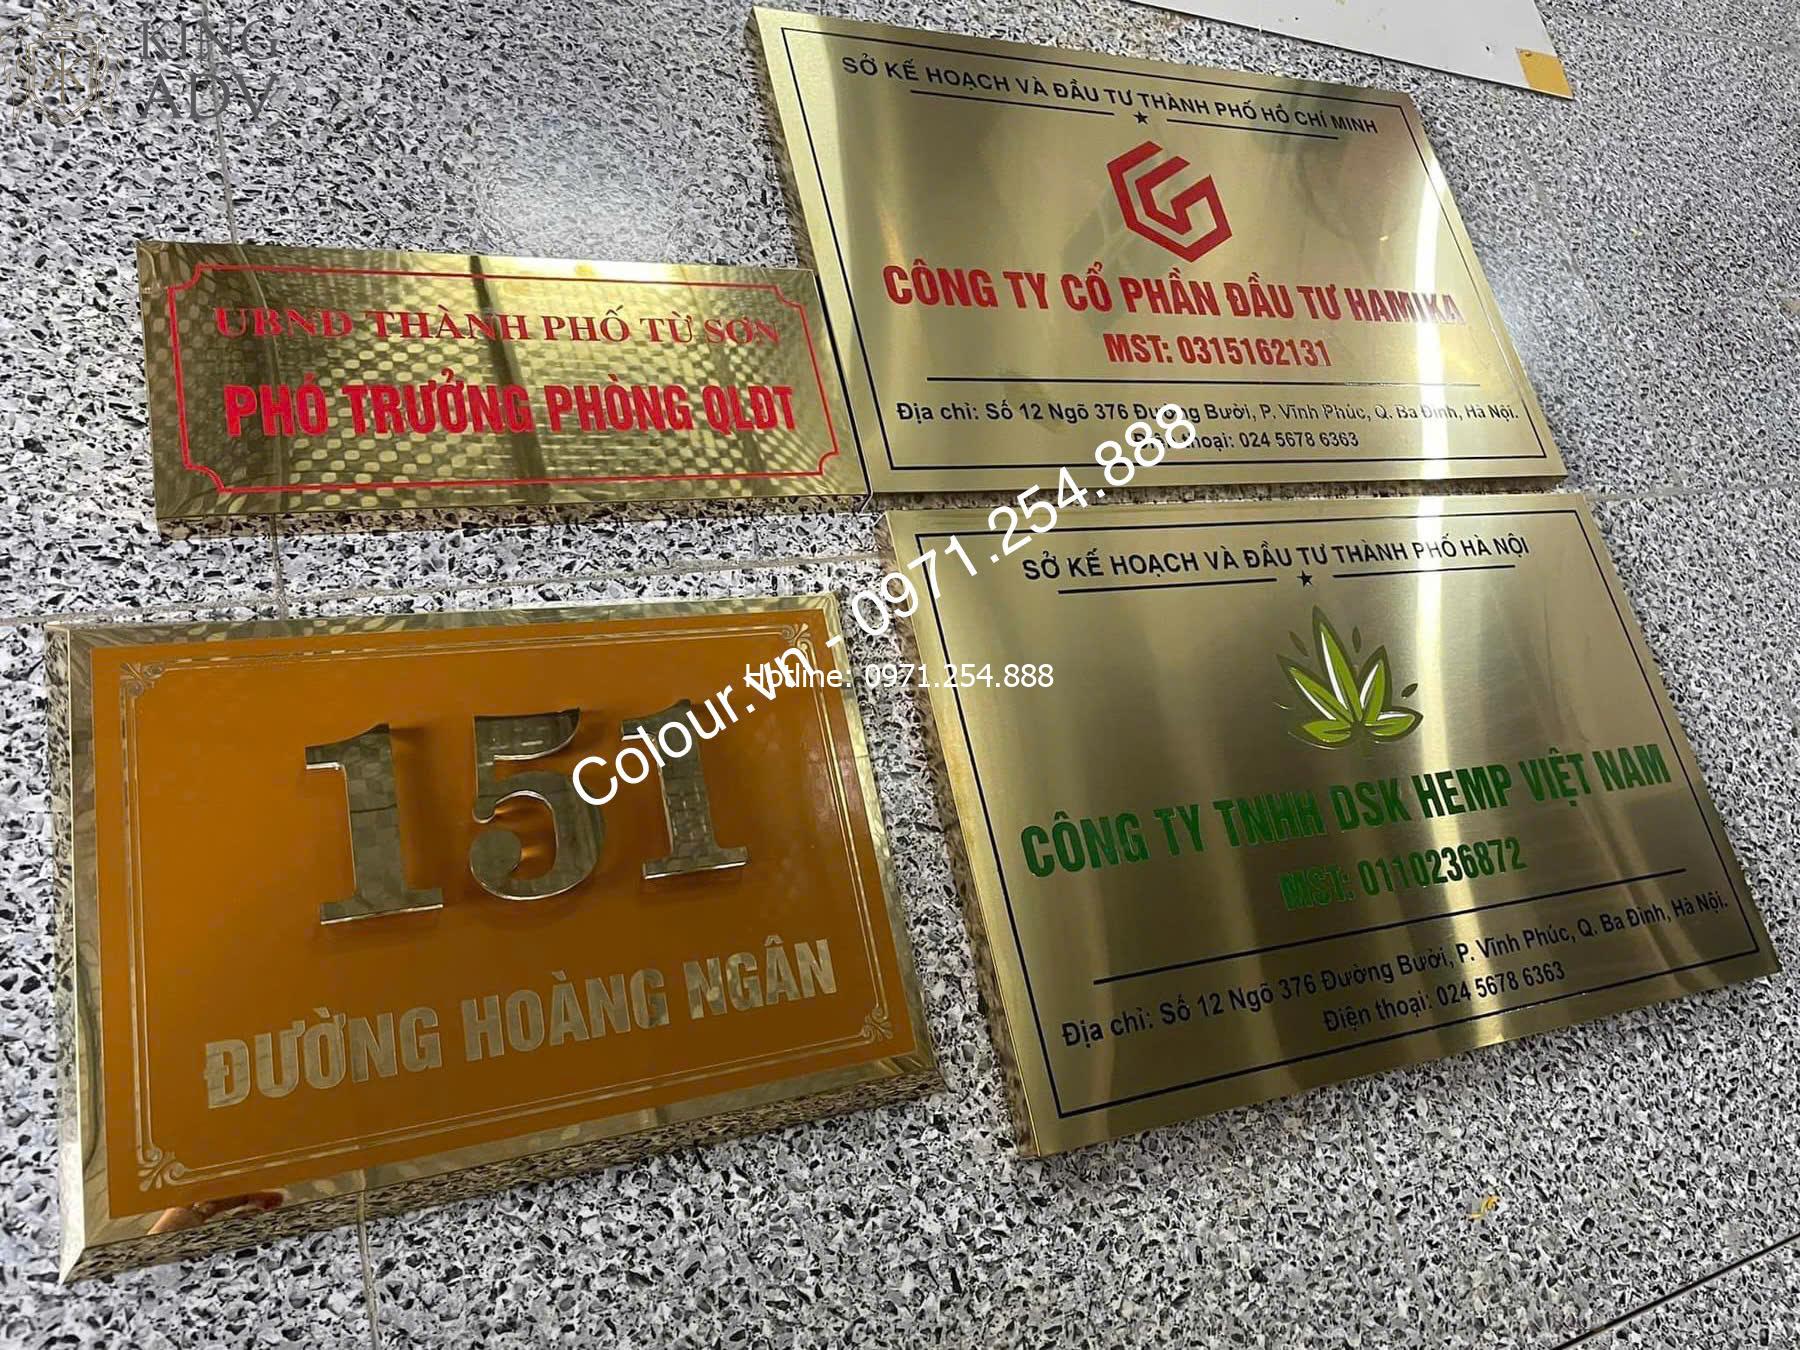 KING
ADV
SỞ KẾ HOẠCH VÀ ĐẦU TƯ THÀNH PHỐ HỒ CHÍ MINH
CÔNG TY CỔ PHẦN ĐẦU TƯ HAMIKA
MST: 0315162131
Địa chỉ: Số 12 Ngõ 376 Đường Bưởi, P. Vĩnh Phúc, Q. Ba Đình, Hà Nội.
Điện thoại: 024 5678 6363
UBND THÀNH PHỐ TỪ SƠN
PHÓ TRƯỞNG PHÒNG QLĐT
SỞ KẾ HOẠCH VÀ ĐẦU TƯ THÀNH PHỐ HÀ NỘI
CÔNG TY TNHH DSK HEMP VIỆT NAM
MST: 0110236872
Địa chỉ: Số 12 Ngõ 376 Đường Bưởi, P. Vĩnh Phúc, Q. Ba Đình, Hà Nội.
Điện thoại: 024 5678 6363
151
ĐƯỜNG HOÀNG NGÂN
Colour.vn - 0971.254.888
Hotline: 0971.254.888